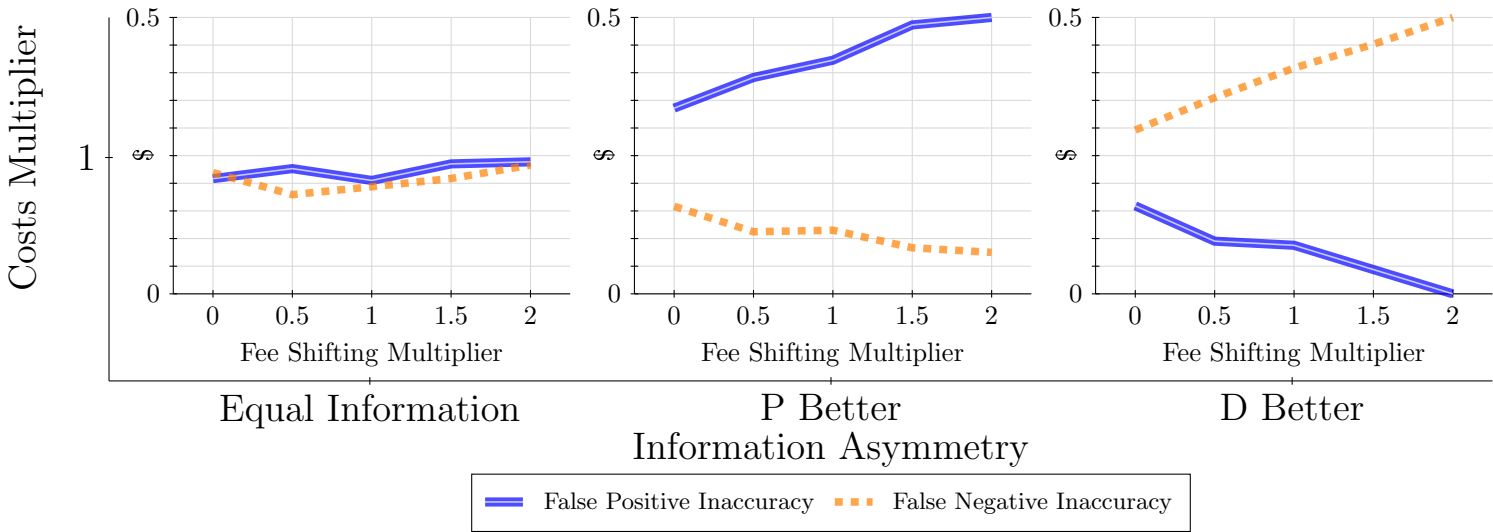 Costs Multiplier
1
0.5
$
0
0 0.5 1 1.5 2
Fee Shifting Multiplier
0.5
$
0
0 0.5 1 1.5 2
Fee Shifting Multiplier
0.5
$
0
0 0.5 1 1.5 2
Fee Shifting Multiplier
Equal Information
P Better
D Better
Information Asymmetry
False Positive Inaccuracy
False Negative Inaccuracy